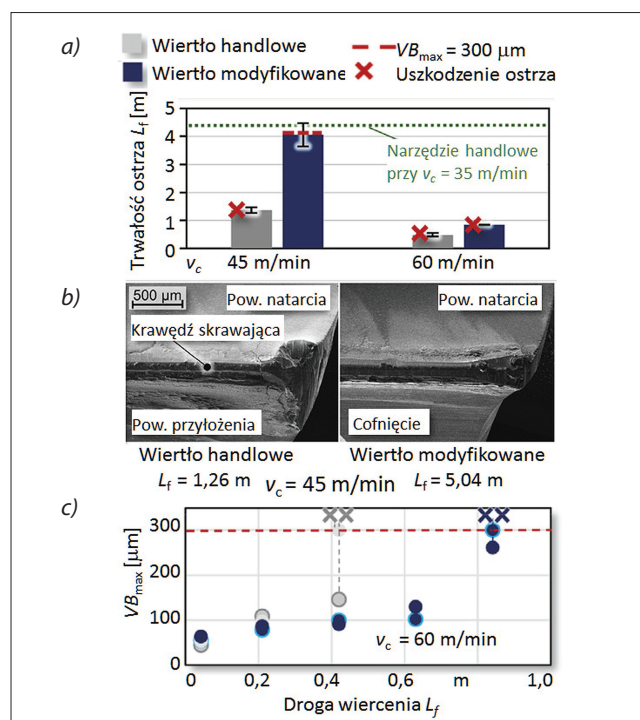 a)
Wiertło handlowe
Wiertło modyfikowane
VBmax = 300 µm
Uszkodzenie ostrza
Trwałość ostrza Lf [m]
5
4
3
2
1
0
Narzędzie handlowe
przy vc = 35 m/min
vc 45 m/min 60 m/min
b)
500 µm
Pow. natarcia
Krawędź skrawająca
Pow. przyłożenia
Pow. natarcia
Cofnięcie
Wiertło handlowe Wiertło modyfikowane
Lf = 1,26 m vc = 45 m/min Lf = 5,04 m
c)
VBmax [µm]
300
200
100
0
vc = 60 m/min
0 0,2 0,4 0,6 m 1,0
Droga wiercenia Lf